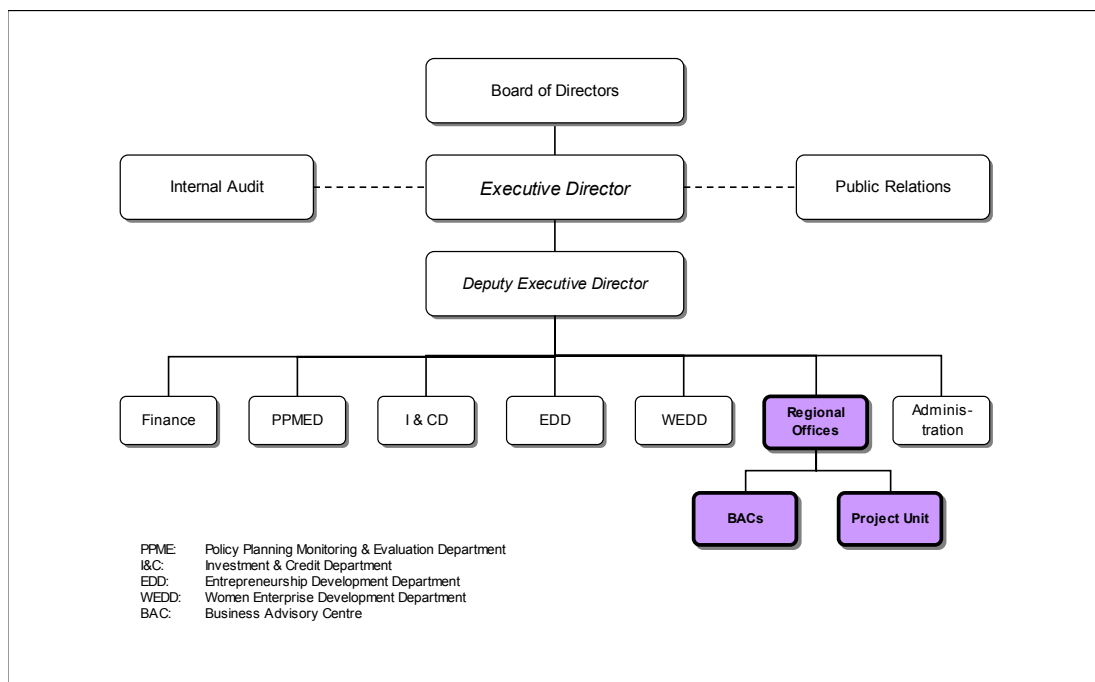 Board of Directors
Internal Audit
Executive Director
Public Relations
Deputy Executive Director
Finance
PPMED
I & CD
EDD
WEDD
Regional
Offices
Adminis-
tration
BACs
Project Unit
PPME: Policy Planning Monitoring & Evaluation Department
I&C: Investment & Credit Department
EDD: Entrepreneurship Development Department
WEDD: Women Enterprise Development Department
BAC: Business Advisory Centre